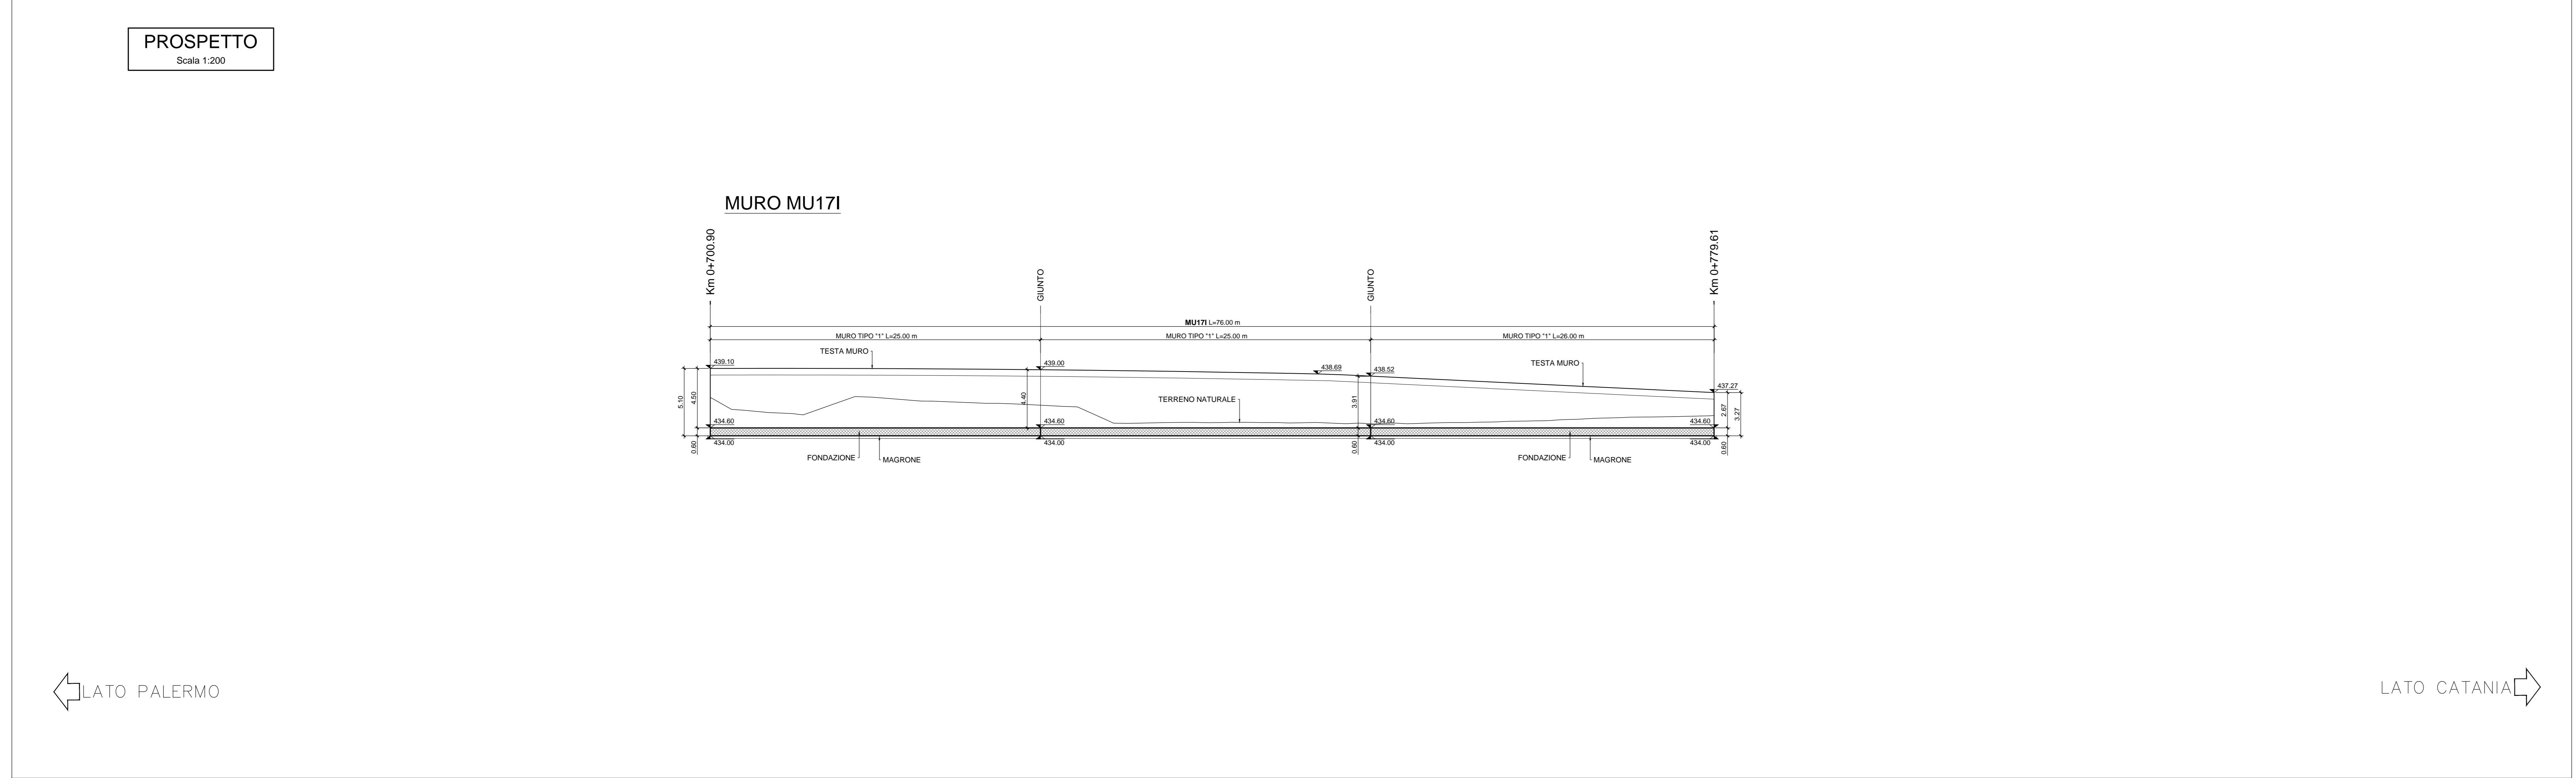 PROSPETTO
Scala 1:200
MURO MU17I
Km 0+700.90
GIUNTO
GIUNTO
Km 0+779.61
MU17I L=76.00 m
MURO TIPO "1" L=25.00 m
MURO TIPO "1" L=25.00 m
MURO TIPO "1" L=26.00 m
TESTA MURO
439.10
439.00
438.69
438.52
TESTA MURO
437.27
5.10
4.50
4.40
TERRENO NATURALE
3.91
2.67
3.27
434.60
434.60
434.60
434.60
434.00
434.00
434.00
434.00
0.60
0.60
0.60
FONDAZIONE
MAGRONE
FONDAZIONE
MAGRONE
LATO PALERMO
LATO CATANIA